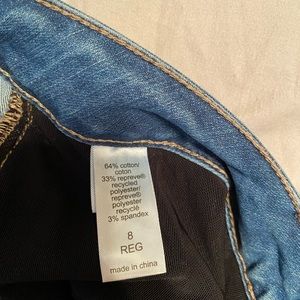 64% cotton/
coton
33% repreve®
recycled
polyester/
repreve®
polyester
recyclé
3% spandex
8
REG
made in china